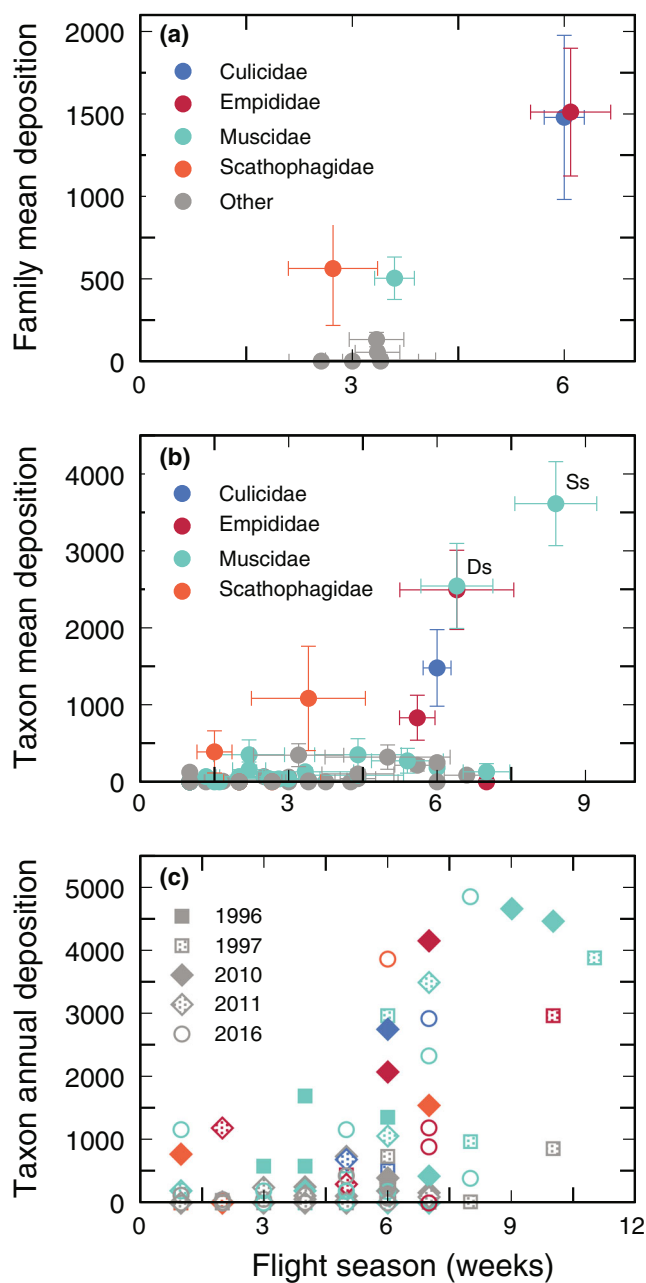 (a)
Culicidae
Empididae
Muscidae
Scathophagidae
Other
Family mean deposition
2000
1500
1000
500
0
0 3 6
(b)
Culicidae
Empididae
Muscidae
Scathophagidae
Ss
Ds
Taxon mean deposition
4000
3000
2000
1000
0
0 3 6 9
(c)
1996
1997
2010
2011
2016
Taxon annual deposition
5000
4000
3000
2000
1000
0
0 3 6 9 12
Flight season (weeks)